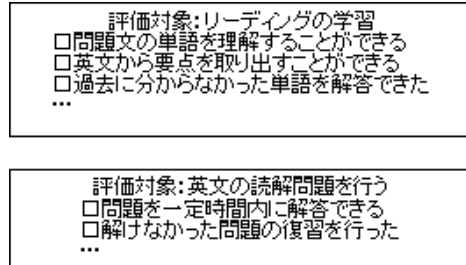 評価対象:リーディングの学習
□問題文の単語を理解することができる
□英文から要点を取り出すことができる
□過去に分からなかった単語を解答できた
…
評価対象:英文の読解問題を行う
□問題を一定時間内に解答できる
□解けなかった問題の復習を行った
…